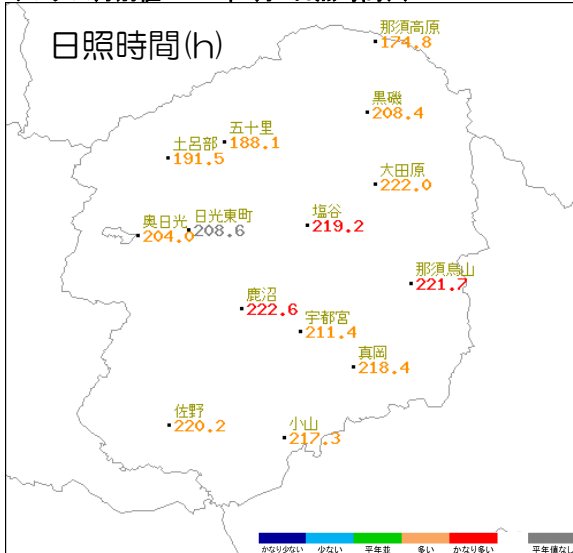 日照時間(h)
那須高原
174.8
黒磯
208.4
五十里
188.1
土呂部
191.5
大田原
222.0
塩谷
219.2
日光東町
208.6
奥日光
204.0
那須烏山
221.7
鹿沼
222.6
宇都宮
211.4
真岡
218.4
佐野
220.2
小山
217.3
かなり少ない 少ない 平年並 多い かなり多い 平年値なし